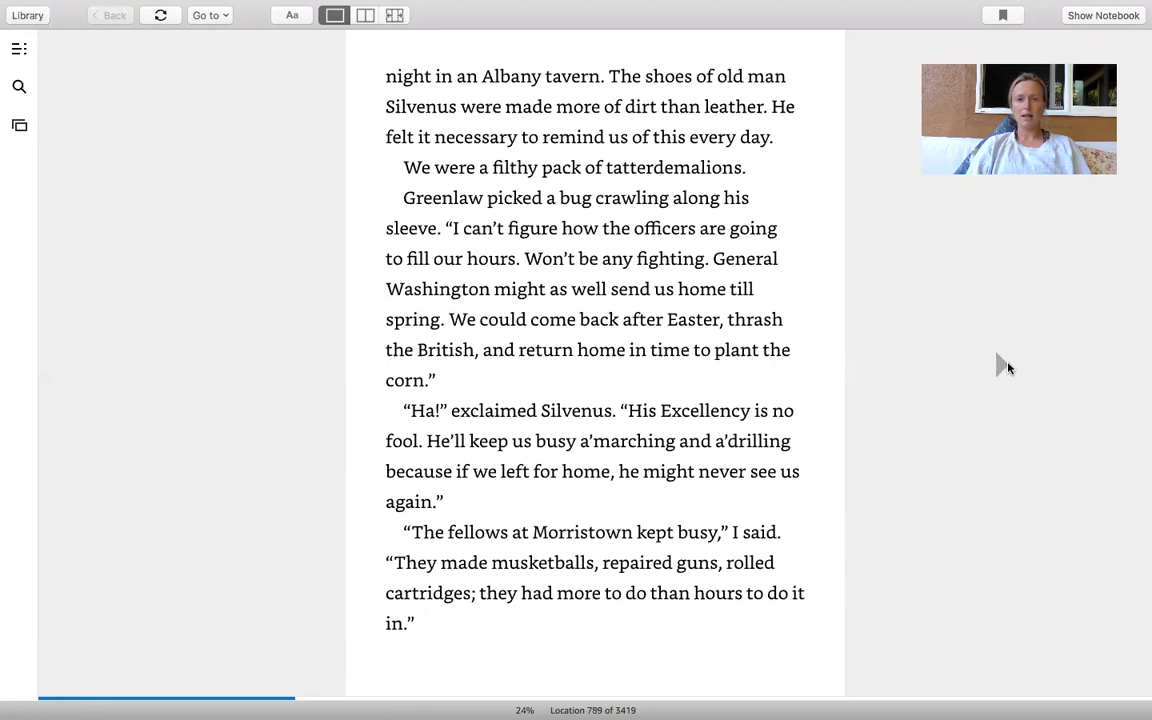 Library
Back
Go to
Aa
Show Notebook
night in an Albany tavern. The shoes of old man
Silvenus were made more of dirt than leather. He
felt it necessary to remind us of this every day.
We were a filthy pack of tatterdemalions.
Greenlaw picked a bug crawling along his
sleeve. “I can’t figure how the officers are going
to fill our hours. Won’t be any fighting. General
Washington might as well send us home till
spring. We could come back after Easter, thrash
the British, and return home in time to plant the
corn.”
“Ha!” exclaimed Silvenus. “His Excellency is no
fool. He’ll keep us busy a’marching and a’drilling
because if we left for home, he might never see us
again.”
“The fellows at Morristown kept busy,” I said.
“They made musketballs, repaired guns, rolled
cartridges; they had more to do than hours to do it
in.”
24% Location 789 of 3419